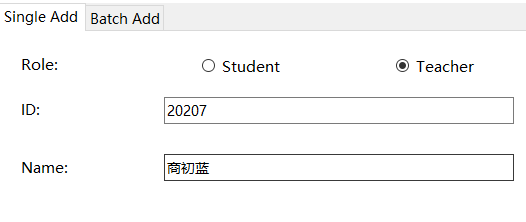 Single Add Batch Add
Role: Student Teacher
ID: 20207
Name: 商初蓝